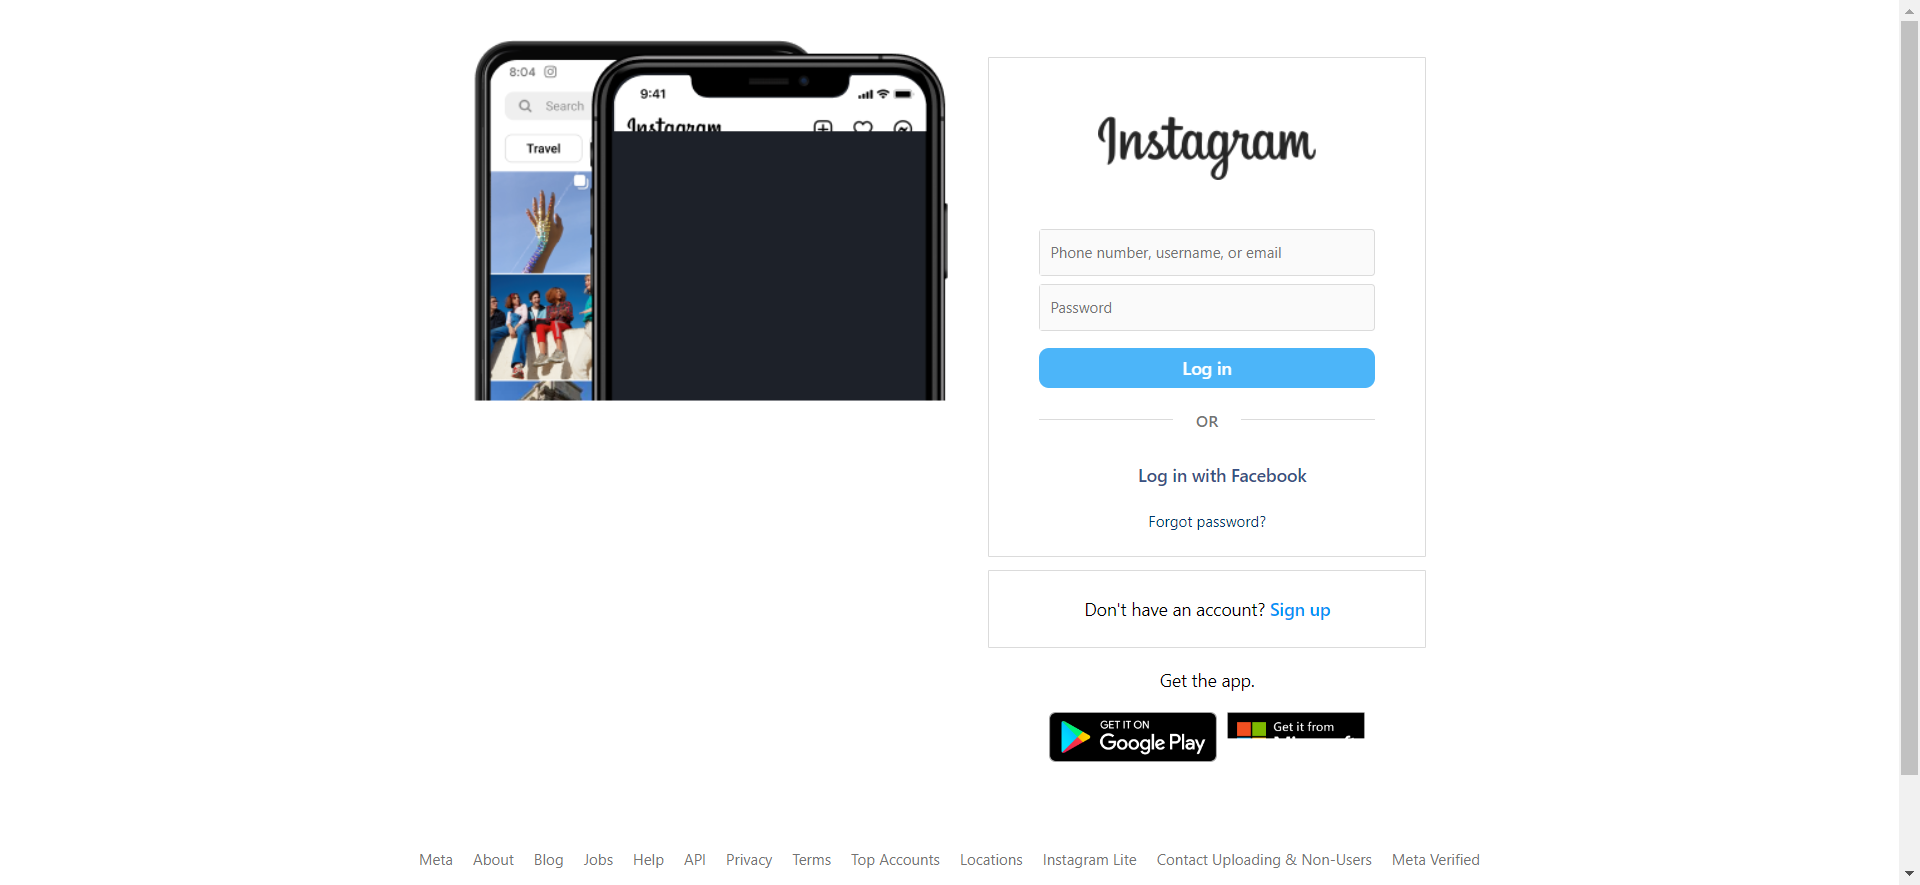 8:04
Search
Travel
9:41
Instagram
Instagram
Phone number, username, or email
Password
Log in
OR
Log in with Facebook
Forgot password?
Don't have an account? Sign up
Get the app.
GET IT ON
Google Play
Get it from
Meta About Blog Jobs Help API Privacy Terms Top Accounts Locations Instagram Lite Contact Uploading & Non-Users Meta Verified